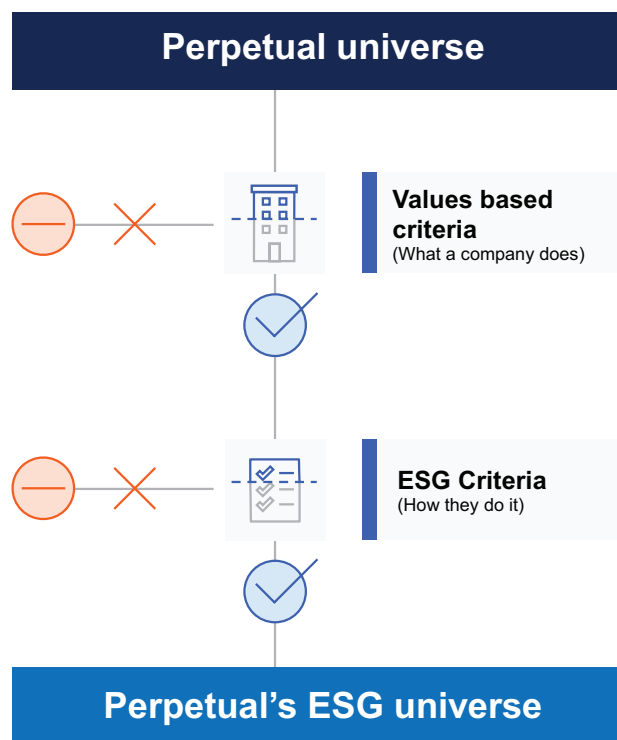 Perpetual universe
Values based
criteria
(What a company does)
ESG Criteria
(How they do it)
Perpetual’s ESG universe